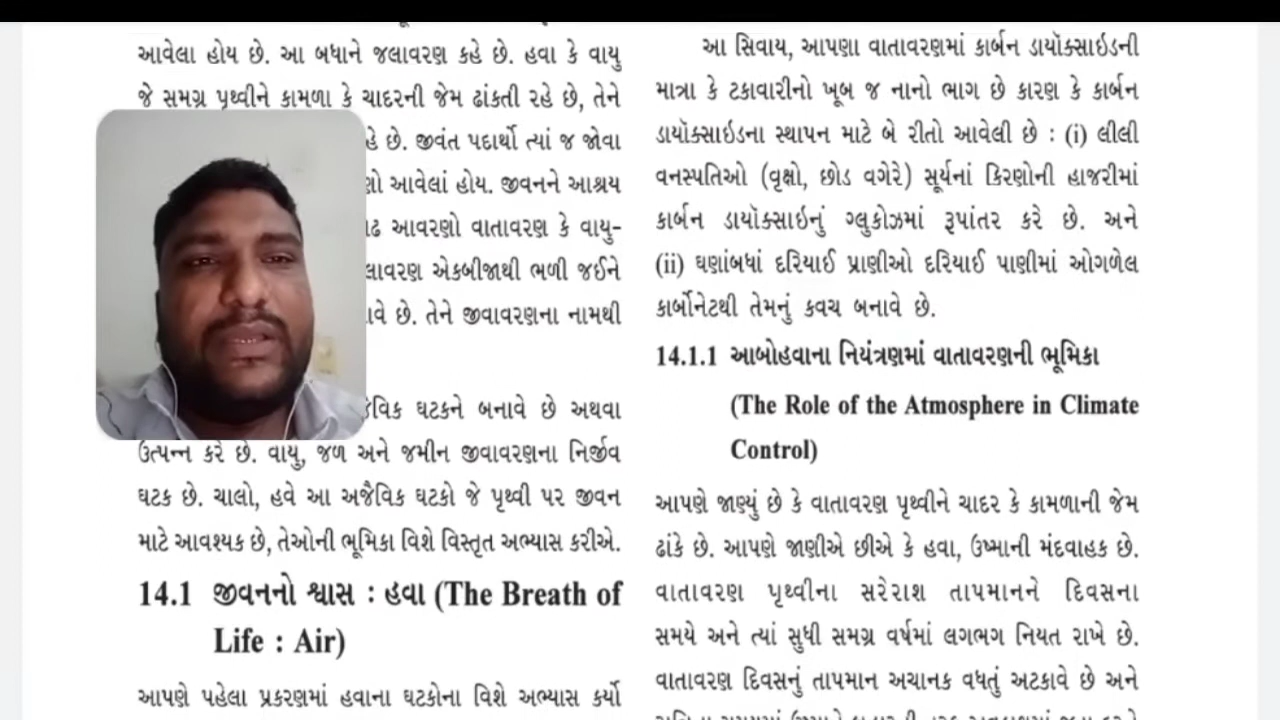 આવેલા હોય છે. આ બધાને જલાવરણ કહે છે. હવા કે વાયુ
જે સમગ્ર પૃથ્વીને કામળા કે ચાદરની જેમ ઢાંકતી રહે છે, તેને
હે છે. જીવંત પદાર્થો ત્યાં જ જોવા
ણો આવેલાં હોય. જીવનને આશ્રય
ઢ આવરણો વાતાવરણ કે વાયુ-
લાવરણ એકબીજાથી ભળી જઈને
વે છે. તેને જીવાવરણના નામથી
જૈવિક ઘટકને બનાવે છે અથવા
ઉત્પન્ન કરે છે. વાયુ, જળ અને જમીન જીવાવરણના નિર્જીવ
ઘટક છે. ચાલો, હવે આ અજૈવિક ઘટકો જે પૃથ્વી પર જીવન
માટે આવશ્યક છે, તેઓની ભૂમિકા વિશે વિસ્તૃત અભ્યાસ કરીએ.
14.1 જીવનનો શ્વાસ : હવા (The Breath of
Life : Air)
આપણે પહેલા પ્રકરણમાં હવાના ઘટકોના વિશે અભ્યાસ કર્યો
આ સિવાય, આપણા વાતાવરણમાં કાર્બન ડાયૉક્સાઇડની
માત્રા કે ટકાવારીનો ખૂબ જ નાનો ભાગ છે કારણ કે કાર્બન
ડાયૉક્સાઇડના સ્થાપન માટે બે રીતો આવેલી છે : (i) લીલી
વનસ્પતિઓ (વૃક્ષો, છોડ વગેરે) સૂર્યનાં કિરણોની હાજરીમાં
કાર્બન ડાયૉક્સાઇનું ગ્લુકોઝમાં રૂપાંતર કરે છે. અને
(ii) ઘણાંબધાં દરિયાઈ પ્રાણીઓ દરિયાઈ પાણીમાં ઓગળેલ
કાર્બોનેટથી તેમનું કવચ બનાવે છે.
14.1.1 આબોહવાના નિયંત્રણમાં વાતાવરણની ભૂમિકા
(The Role of the Atmosphere in Climate
Control)
આપણે જાણ્યું છે કે વાતાવરણ પૃથ્વીને ચાદર કે કામળાની જેમ
ઢાંકે છે. આપણે જાણીએ છીએ કે હવા, ઉષ્માની મંદવાહક છે.
વાતાવરણ પૃથ્વીના સરેરાશ તાપમાનને દિવસના
સમયે અને ત્યાં સુધી સમગ્ર વર્ષમાં લગભગ નિયત રાખે છે.
વાતાવરણ દિવસનું તાપમાન અચાનક વધતું અટકાવે છે અને